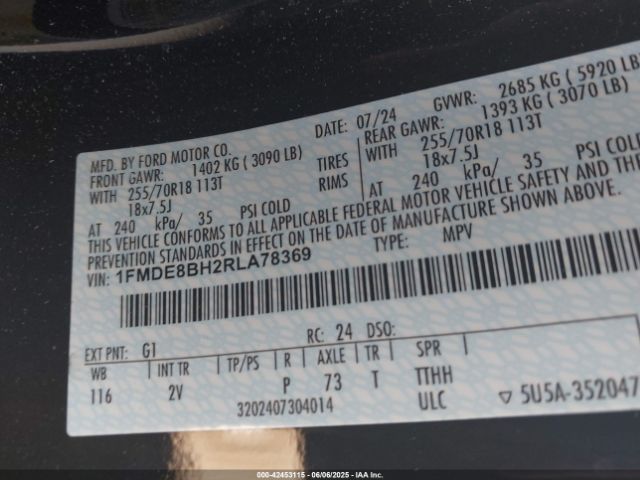 MFD. BY FORD MOTOR CO.
DATE: 07/24
GVWR: 2685 KG ( 5920 LB
FRONT GAWR: 1402 KG ( 3090 LB)
REAR GAWR: 1393 KG ( 3070 LB)
WITH 255/70R18 113T TIRES WITH 255/70R18 113T
18x7.5J RIMS 18x7.5J
AT 240 kPa/ 35 PSI COLD AT 240 kPa/ 35 PSI COLD
THIS VEHICLE CONFORMS TO ALL APPLICABLE FEDERAL MOTOR VEHICLE SAFETY AND
PREVENTION STANDARDS IN EFFECT ON THE DATE OF MANUFACTURE SHOWN ABOVE.
VIN: 1FMDE8BH2RLA78369 TYPE: MPV
EXT PNT: G1 RC: 24 DSO:
WB INT TR TP/PS R AXLE TR SPR
116 2V P 73 T TTHH
3202407304014 ULC 5U5A-352047
000-42453115 - 06/06/2025 - IAA Inc.